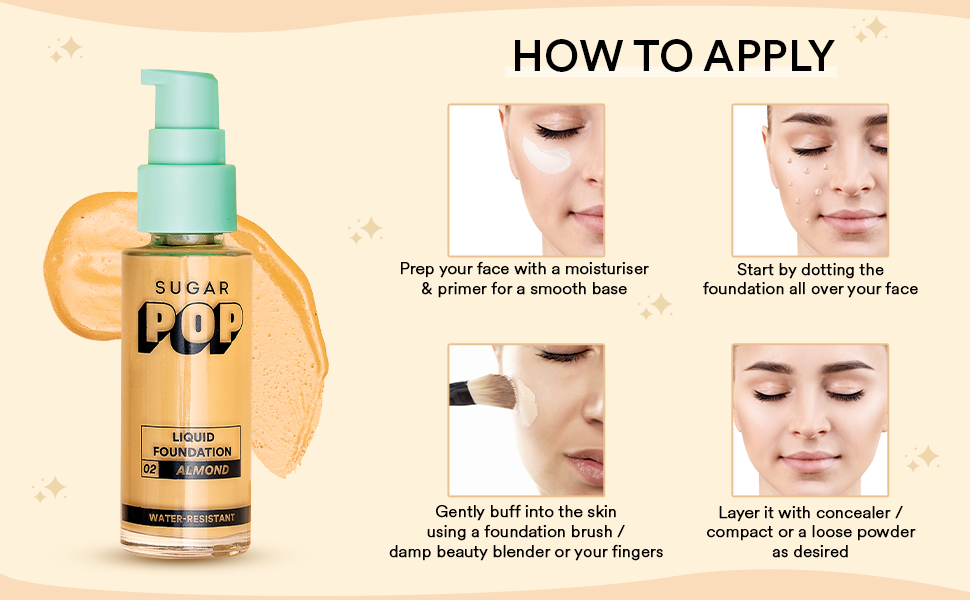 HOW TO APPLY
SUGAR
POP
LIQUID
FOUNDATION
02 ALMOND
WATER-RESISTANT
Prep your face with a moisturiser
& primer for a smooth base
Start by dotting the
foundation all over your face
Gently buff into the skin
using a foundation brush /
damp beauty blender or your fingers
Layer it with concealer /
compact or a loose powder
as desired